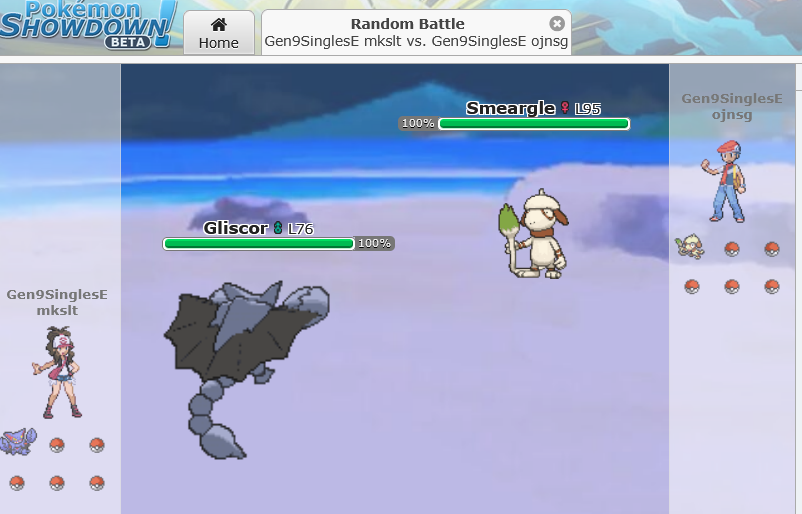 Pokémon
SHOWDOWN!
BETA
Home
Random Battle
Gen9SinglesE mkslt vs. Gen9SinglesE ojnsg
Smeargle L95
100%
Gen9SinglesE
ojnsg
Gliscor L76
100%
Gen9SinglesE
mkslt